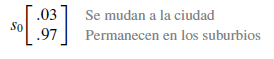 s0 [ .03 ] Se mudan a la ciudad
[ .97 ] Permanecen en los suburbios